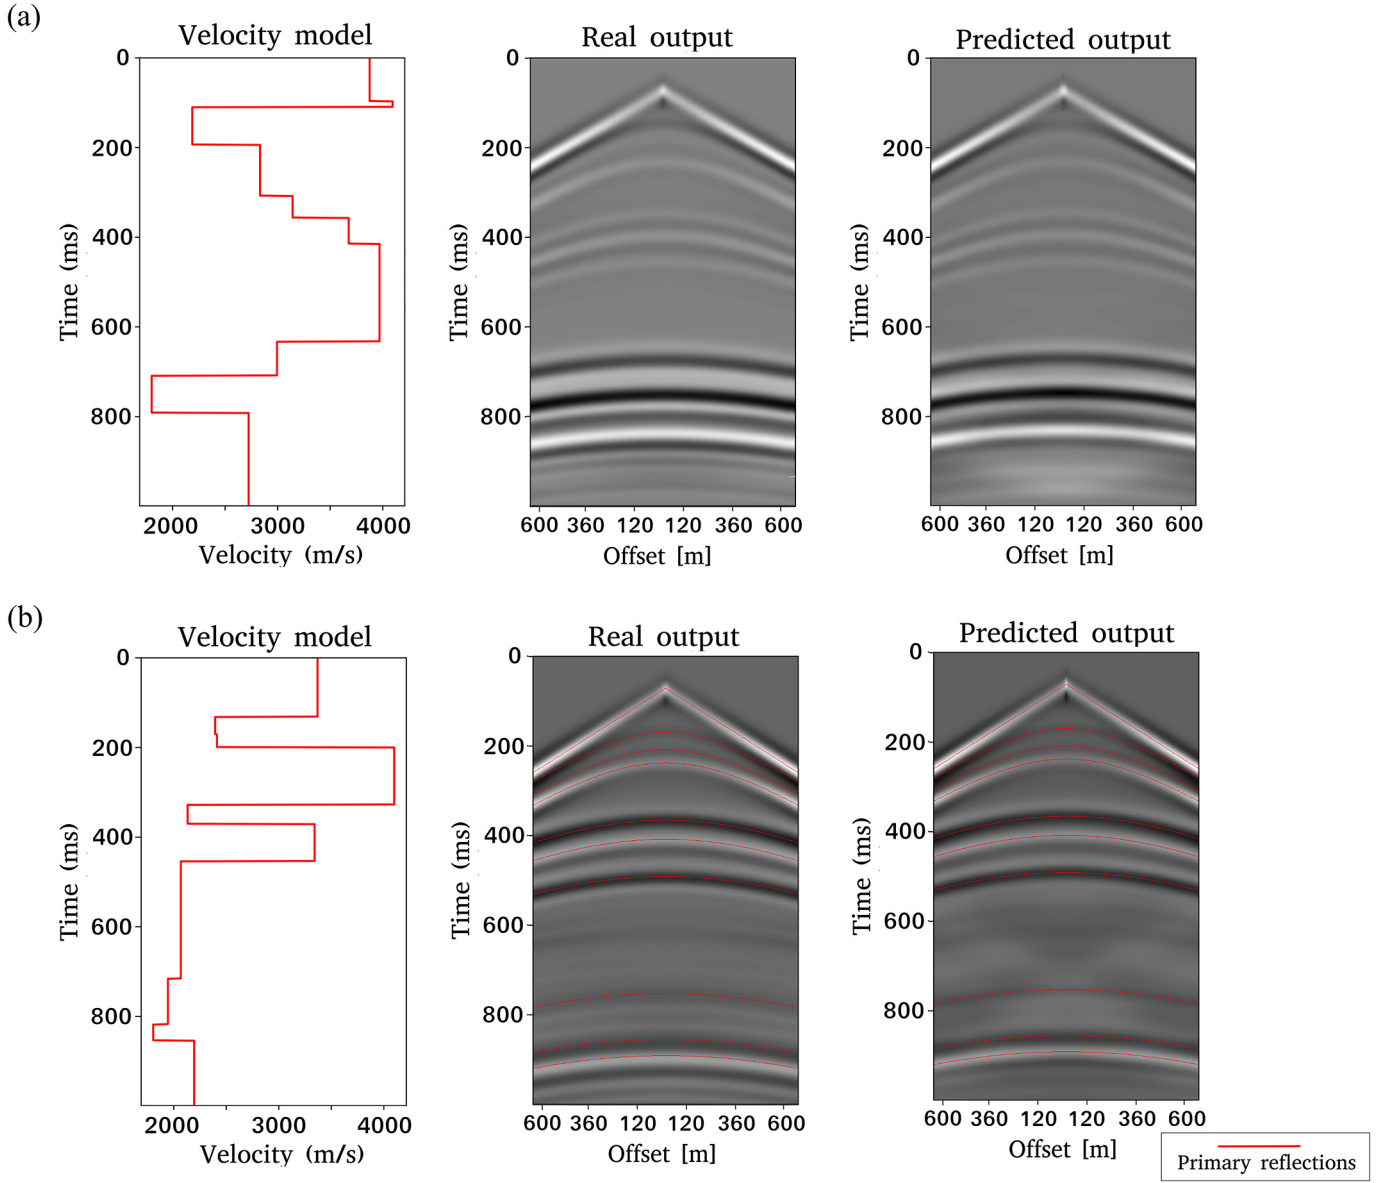 (a)
Velocity model
Real output
Predicted output
0
200
400
600
800
Time (ms)
2000 3000 4000
Velocity (m/s)
0
200
400
600
800
Time (ms)
600 360 120 120 360 600
Offset [m]
0
200
400
600
800
Time (ms)
600 360 120 120 360 600
Offset [m]
(b)
Velocity model
Real output
Predicted output
0
200
400
600
800
Time (ms)
2000 3000 4000
Velocity (m/s)
0
200
400
600
800
Time (ms)
600 360 120 120 360 600
Offset [m]
0
200
400
600
800
Time (ms)
600 360 120 120 360 600
Offset [m]
Primary reflections